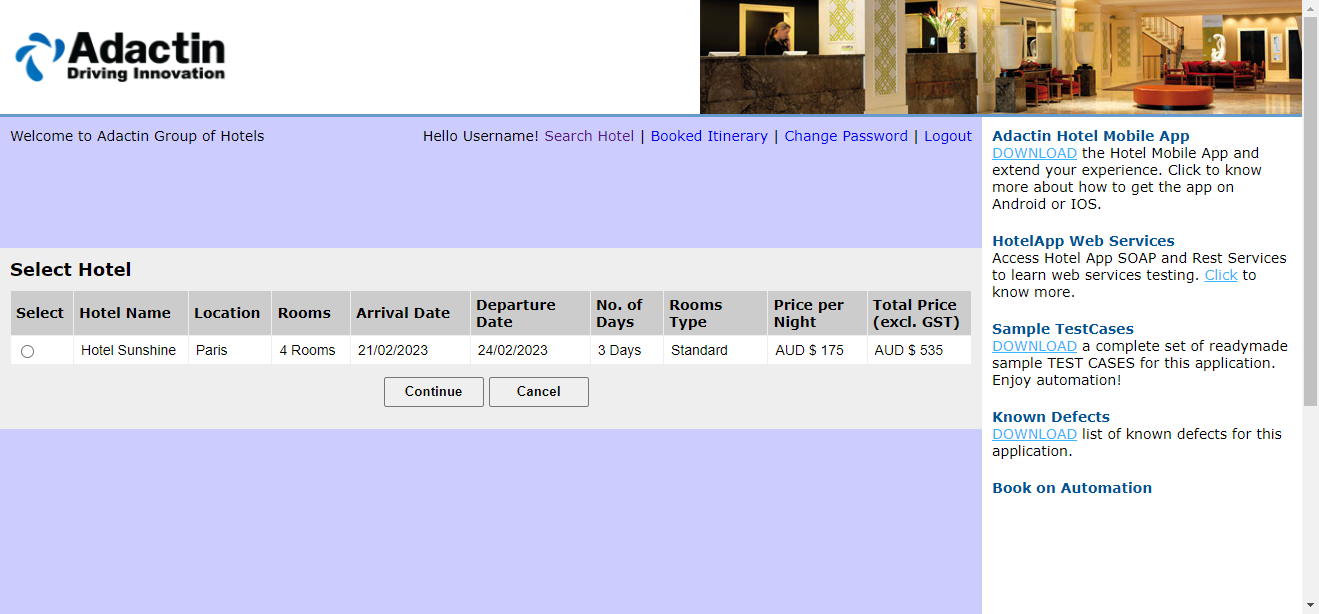 Adactin
Driving Innovation
Welcome to Adactin Group of Hotels
Hello Username! Search Hotel | Booked Itinerary | Change Password | Logout
Select Hotel
Select Hotel Name Location Rooms Arrival Date Departure Date No. of Days Rooms Type Price per Night Total Price (excl. GST)
Hotel Sunshine Paris 4 Rooms 21/02/2023 24/02/2023 3 Days Standard AUD $ 175 AUD $ 535
Continue Cancel
Adactin Hotel Mobile App
DOWNLOAD the Hotel Mobile App and
extend your experience. Click to know
more about how to get the app on
Android or IOS.
HotelApp Web Services
Access Hotel App SOAP and Rest Services
to learn web services testing. Click to
know more.
Sample TestCases
DOWNLOAD a complete set of readymade
sample TEST CASES for this application.
Enjoy automation!
Known Defects
DOWNLOAD list of known defects for this
application.
Book on Automation